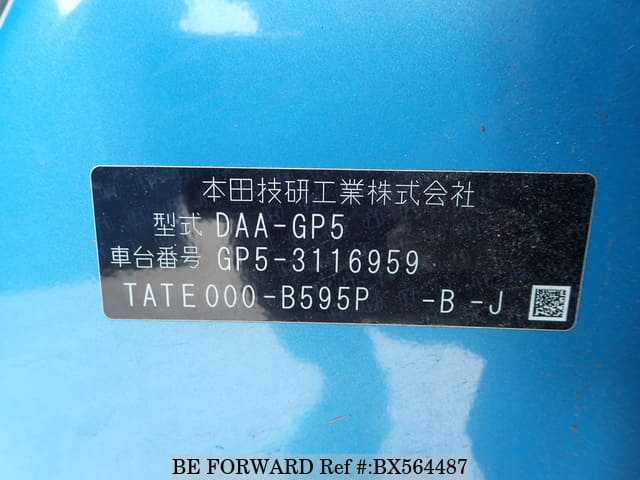 本田技研工業株式会社
型式 DAA-GP5
車台番号 GP5-3116959
TATE000-B595P -B -J
BE FORWARD Ref #:BX564487